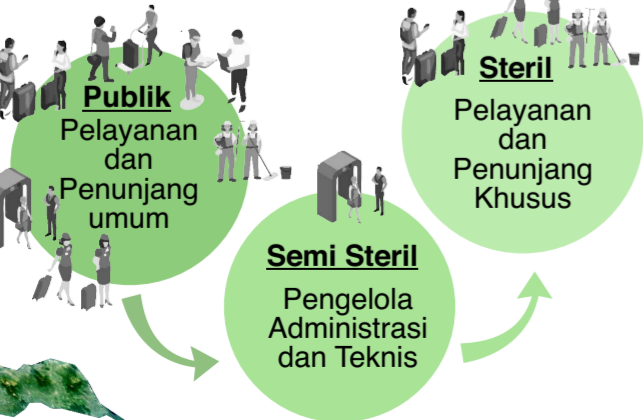 Publik
Pelayanan
dan
Penunjang
umum
Semi Steril
Pengelola
Administrasi
dan Teknis
Steril
Pelayanan
dan
Penunjang
Khusus